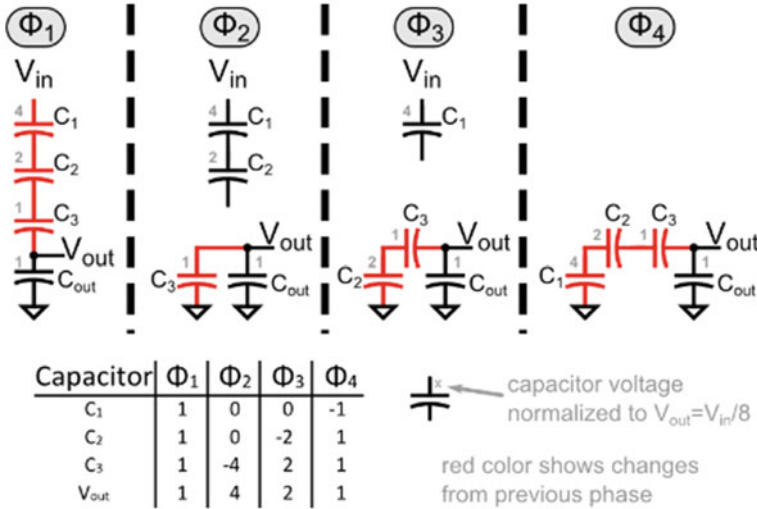 Φ1 Φ2 Φ3 Φ4
Vin Vin Vin
4 C1 4 C1 4 C1
2 C2 2 C2
1 C3
Vout
1 Cout
Vout
C3 1 1 Cout
C3 Vout
1
C2 2 1 Cout
C2 C3 Vout
2 1
C1 4 1 Cout
Capacitor Φ1 Φ2 Φ3 Φ4
C1 1 0 0 -1
C2 1 0 -2 1
C3 1 -4 2 1
Vout 1 4 2 1
x capacitor voltage
normalized to Vout=Vin/8
red color shows changes
from previous phase